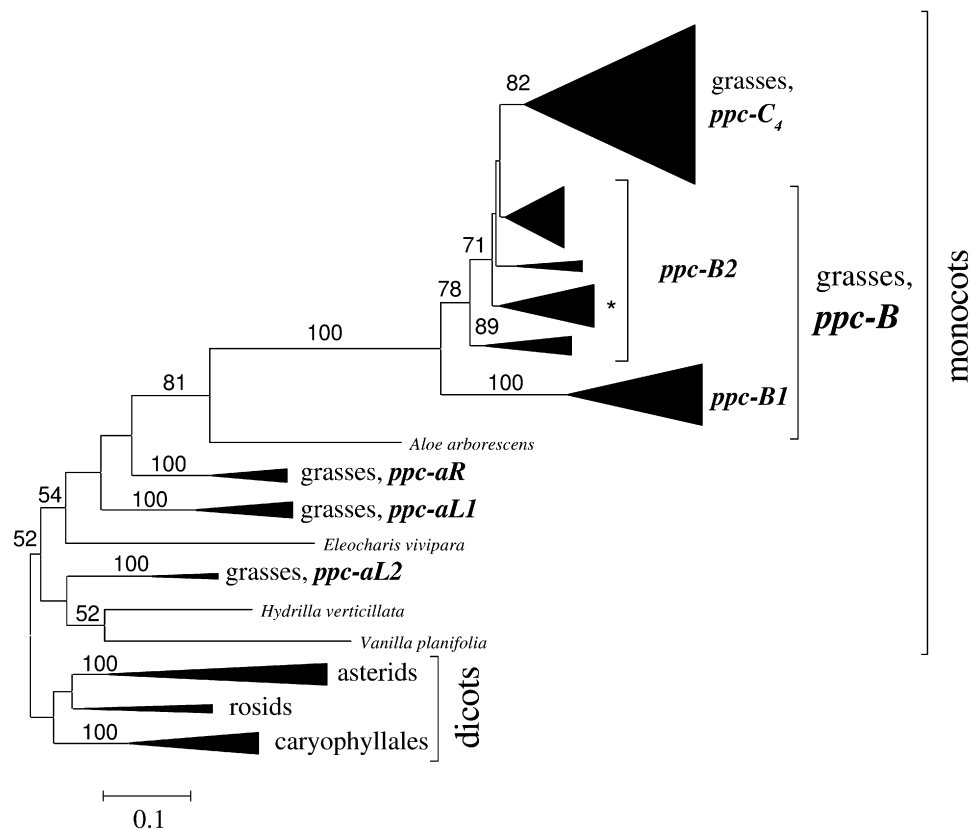 82
grasses,
ppc-C4
71
ppc-B2
grasses,
ppc-B
monocots
78
*
89
100
100
ppc-B1
81
Aloe arborescens
100
grasses, ppc-aR
54
100
grasses, ppc-aL1
52
Eleocharis vivipara
100
grasses, ppc-aL2
52
Hydrilla verticillata
Vanilla planifolia
100
asterids
rosids
dicots
100
caryophyllales
0.1